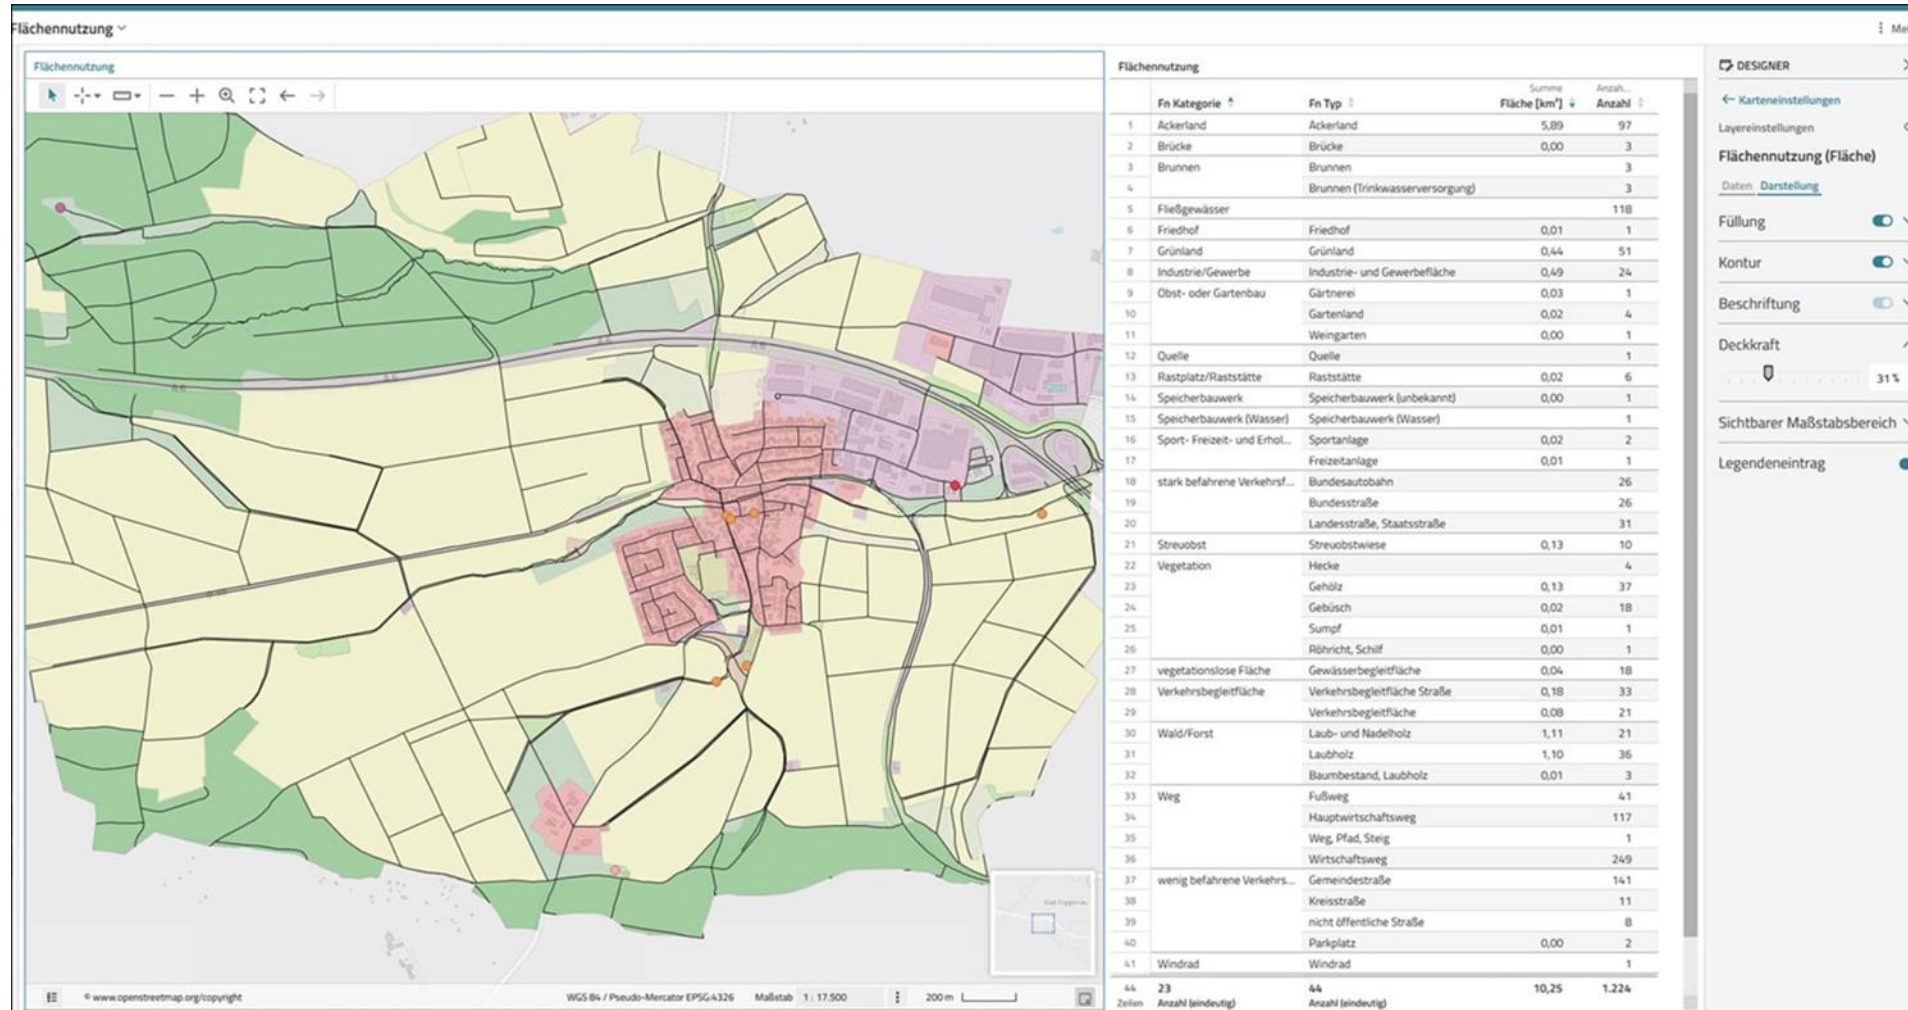 Flächennutzung
Flächennutzung
Flächennutzung
Summe Anzah...
Fn Kategorie Fn Typ Fläche [km²] Anzahl
1 Ackerland Ackerland 5,89 97
2 Brücke Brücke 0,00 3
3 Brunnen Brunnen 3
4 Brunnen (Trinkwasserversorgung) 3
5 Fließgewässer 118
6 Friedhof Friedhof 0,01 1
7 Grünland Grünland 0,44 51
8 Industrie/Gewerbe Industrie- und Gewerbefläche 0,49 24
9 Obst- oder Gartenbau Gärtnerei 0,03 1
10 Gartenland 0,02 4
11 Weingarten 0,00 1
12 Quelle Quelle 1
13 Rastplatz/Raststätte Raststätte 0,02 6
14 Speicherbauwerk Speicherbauwerk (unbekannt) 0,00 1
15 Speicherbauwerk (Wasser) Speicherbauwerk (Wasser) 1
16 Sport- Freizeit- und Erhol... Sportanlage 0,02 2
17 Freizeitanlage 0,01 1
18 stark befahrene Verkehrsf... Bundesautobahn 26
19 Bundesstraße 26
20 Landesstraße, Staatsstraße 31
21 Streuobst Streuobstwiese 0,13 10
22 Vegetation Hecke 4
23 Gehölz 0,13 37
24 Gebüsch 0,02 18
25 Sumpf 0,01 1
26 Röhricht, Schilf 0,00 1
27 vegetationslose Fläche Gewässerbegleitfläche 0,04 18
28 Verkehrsbegleitfläche Verkehrsbegleitfläche Straße 0,18 33
29 Verkehrsbegleitfläche 0,08 21
30 Wald/Forst Laub- und Nadelholz 1,11 21
31 Laubholz 1,10 36
32 Baumbestand, Laubholz 0,01 3
33 Weg Fußweg 41
34 Hauptwirtschaftsweg 117
35 Weg, Pfad, Steig 1
36 Wirtschaftsweg 249
37 wenig befahrene Verkehrs... Gemeindestraße 141
38 Kreisstraße 11
39 nicht öffentliche Straße 8
40 Parkplatz 0,00 2
41 Windrad Windrad 1
44 23 44 10,25 1.224
Zeilen Anzahl (eindeutig) Anzahl (eindeutig)
DESIGNER
Karteneinstellungen
Layereinstellungen
Flächennutzung (Fläche)
Daten Darstellung
Füllung
Kontur
Beschriftung
Deckkraft
31 %
Sichtbarer Maßstabsbereich
Legendeneintrag
A 6
A 6
A 6
© www.openstreetmap.org/copyright WGS 84 / Pseudo-Mercator EPSG:4326 Maßstab 1 : 17.500 200 m